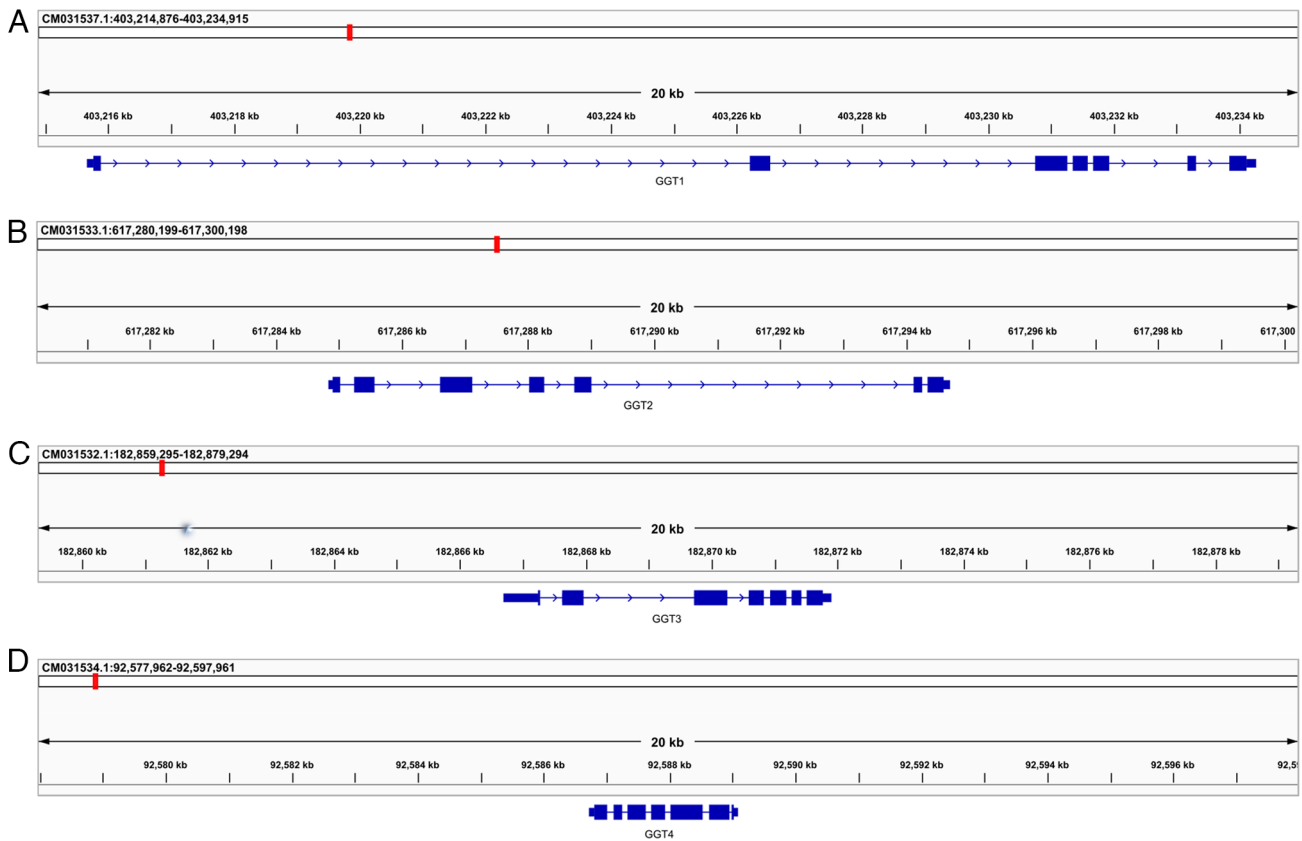 A
CM031537.1:403,214,876-403,234,915
20 kb
403,216 kb 403,218 kb 403,220 kb 403,222 kb 403,224 kb 403,226 kb 403,228 kb 403,230 kb 403,232 kb 403,234 kb
GGT1
B
CM031533.1:617,280,199-617,300,198
20 kb
617,282 kb 617,284 kb 617,286 kb 617,288 kb 617,290 kb 617,292 kb 617,294 kb 617,296 kb 617,298 kb 617,300
GGT2
C
CM031532.1:182,859,295-182,879,294
20 kb
182,860 kb 182,862 kb 182,864 kb 182,866 kb 182,868 kb 182,870 kb 182,872 kb 182,874 kb 182,876 kb 182,878 kb
GGT3
D
CM031534.1:92,577,962-92,597,961
20 kb
92,580 kb 92,582 kb 92,584 kb 92,586 kb 92,588 kb 92,590 kb 92,592 kb 92,594 kb 92,596 kb
GGT4